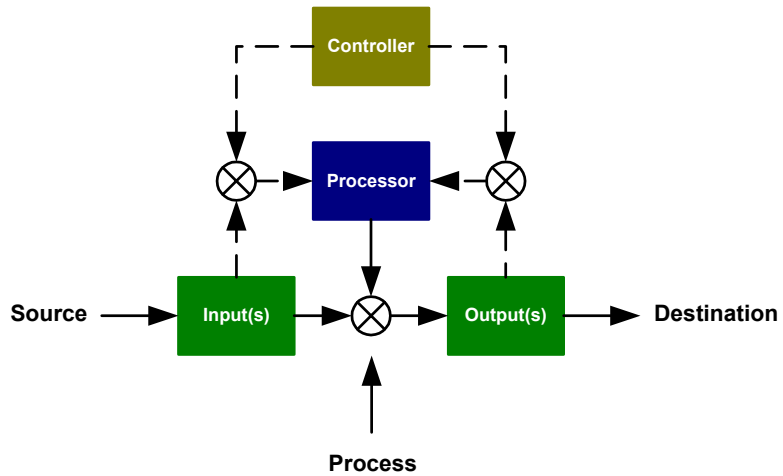 Controller
Processor
Source
Input(s)
Output(s)
Destination
Process